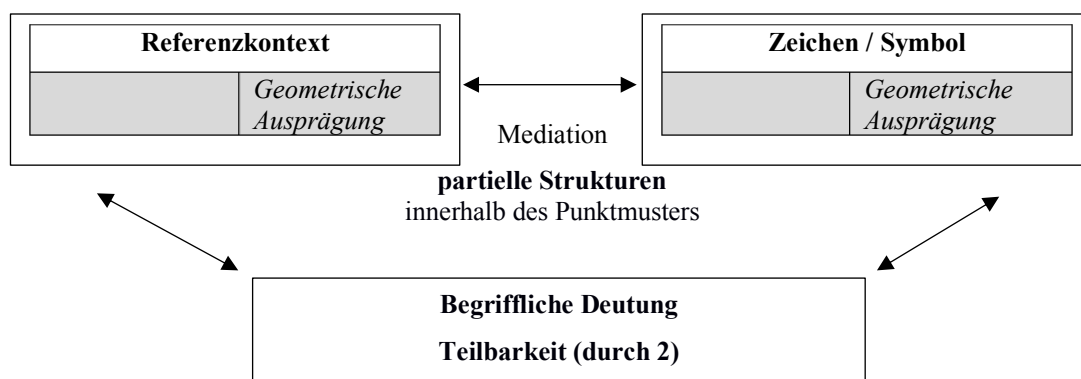 Referenzkontext
Geometrische
Ausprägung
Zeichen / Symbol
Geometrische
Ausprägung
Mediation
partielle Strukturen
innerhalb des Punktmusters
Begriffliche Deutung
Teilbarkeit (durch 2)